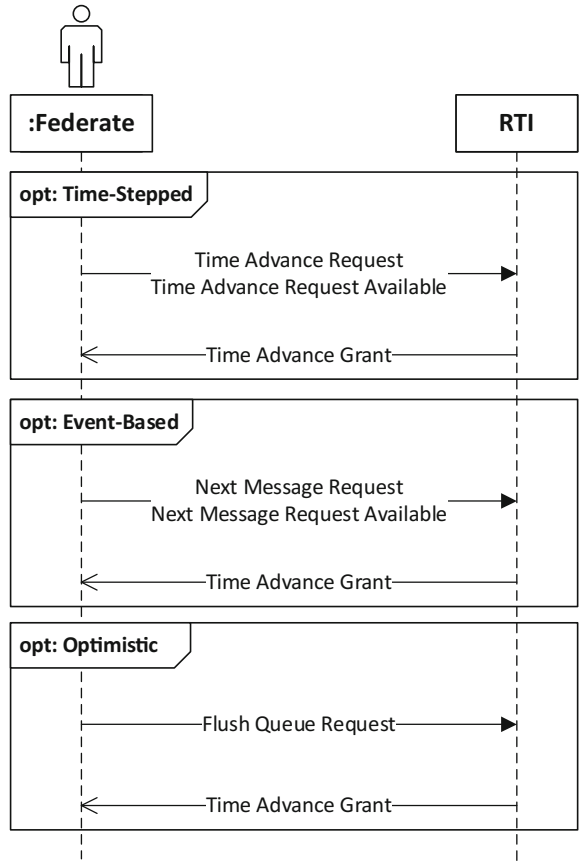 :Federate
RTI
opt: Time-Stepped
Time Advance Request
Time Advance Request Available
Time Advance Grant
opt: Event-Based
Next Message Request
Next Message Request Available
Time Advance Grant
opt: Optimistic
Flush Queue Request
Time Advance Grant